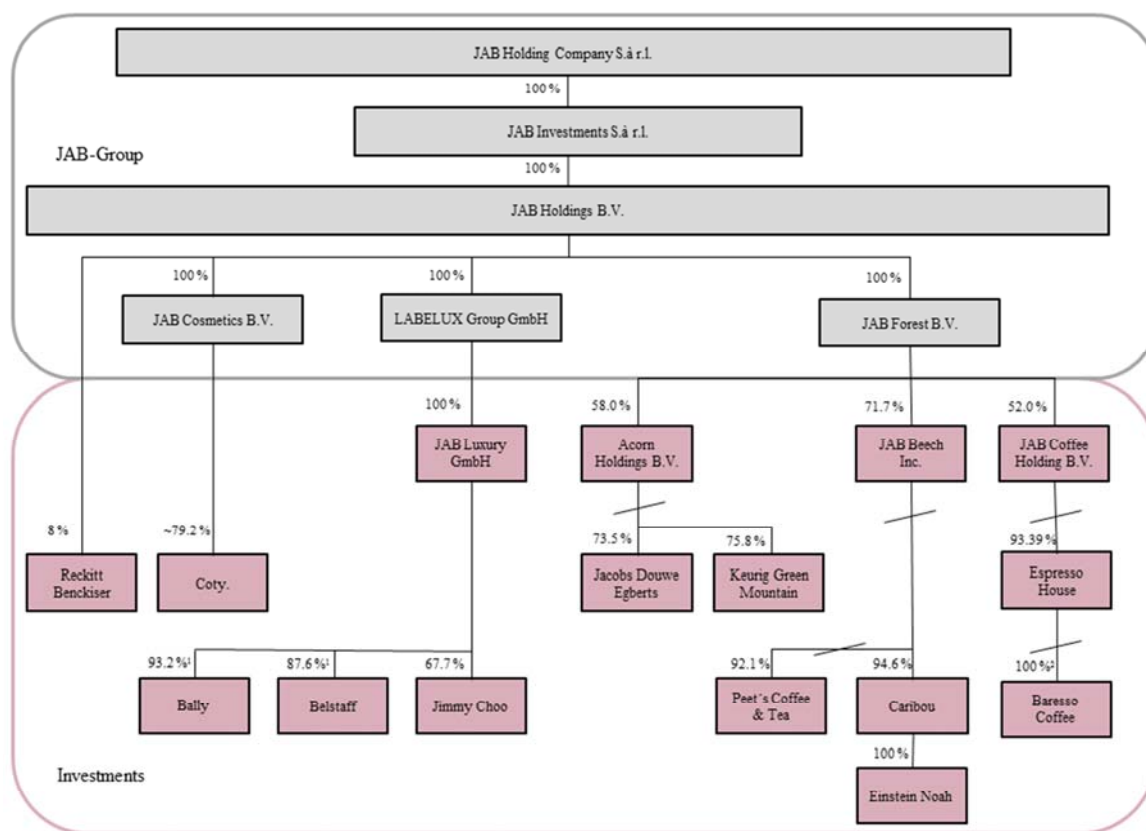 JAB Holding Company S.à r.l.
100%
JAB Investments S.à r.l.
JAB-Group
100%
JAB Holdings B.V.
100%
100%
100%
JAB Cosmetics B.V.
LABELUX Group GmbH
JAB Forest B.V.
100%
58.0%
71.7%
52.0%
JAB Luxury
GmbH
Acorn
Holdings B.V.
JAB Beech
Inc.
JAB Coffee
Holding B.V.
8%
~79.2%
73.5%
75.8%
93.39%
Reckitt
Benckiser
Coty.
Jacobs Douwe
Egberts
Keurig Green
Mountain
Espresso
House
93.2%¹
87.6%¹
67.7%
92.1%
94.6%
100%²
Bally
Belstaff
Jimmy Choo
Peet´s Coffee
& Tea
Caribou
Baresso
Coffee
100%
Investments
Einstein Noah